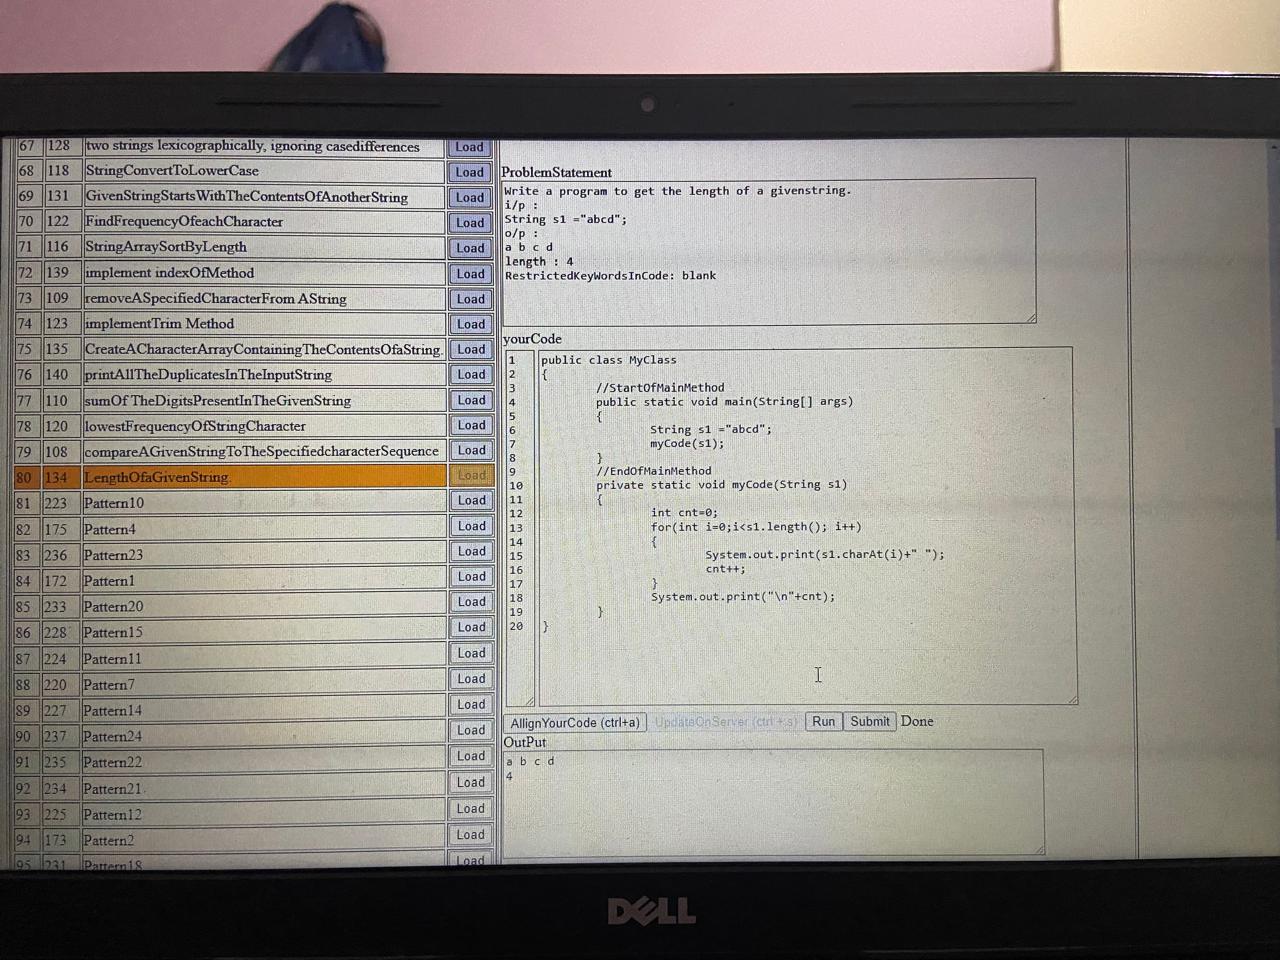 67 128 two strings lexicographically, ignoring casedifferences Load
68 118 StringConvertToLowerCase Load
69 131 GivenStringStartsWithTheContentsOfAnotherString Load
70 122 FindFrequencyOfeachCharacter Load
71 116 StringArraySortByLength Load
72 139 implement indexOfMethod Load
73 109 removeASpecifiedCharacterFrom AString Load
74 123 implementTrim Method Load
75 135 CreateACharacterArrayContainingTheContentsOfaString. Load
76 140 printAllTheDuplicatesInTheInputString Load
77 110 sumOf TheDigitsPresentInTheGivenString Load
78 120 lowestFrequencyOfStringCharacter Load
79 108 compareAGivenStringToTheSpecifiedcharacterSequence Load
80 134 LengthOfaGivenString. Load
81 223 Pattern10 Load
82 175 Pattern4 Load
83 236 Pattern23 Load
84 172 Pattern1 Load
85 233 Pattern20 Load
86 228 Pattern15 Load
87 224 Pattern11 Load
88 220 Pattern7 Load
89 227 Pattern14 Load
90 237 Pattern24 Load
91 235 Pattern22 Load
92 234 Pattern21 Load
93 225 Pattern12 Load
94 173 Pattern2 Load
95 231 Pattern18 Load
ProblemStatement
Write a program to get the length of a givenstring.
i/p :
String s1 ="abcd";
o/p :
a b c d
length : 4
RestrictedKeyWordsInCode: blank
yourCode
1 public class MyClass
2 {
3 //StartOfMainMethod
4 public static void main(String[] args)
5 {
6 String s1 ="abcd";
7 myCode(s1);
8 }
9 //EndOfMainMethod
10 private static void myCode(String s1)
11 {
12 int cnt=0;
13 for(int i=0;i<s1.length(); i++)
14 {
15 System.out.print(s1.charAt(i)+" ");
16 cnt++;
17 }
18 System.out.print("\n"+cnt);
19 }
20 }
AllignYourCode (ctrl+a) UpdateOnServer (ctrl + s) Run Submit Done
OutPut
a b c d
4
DELL